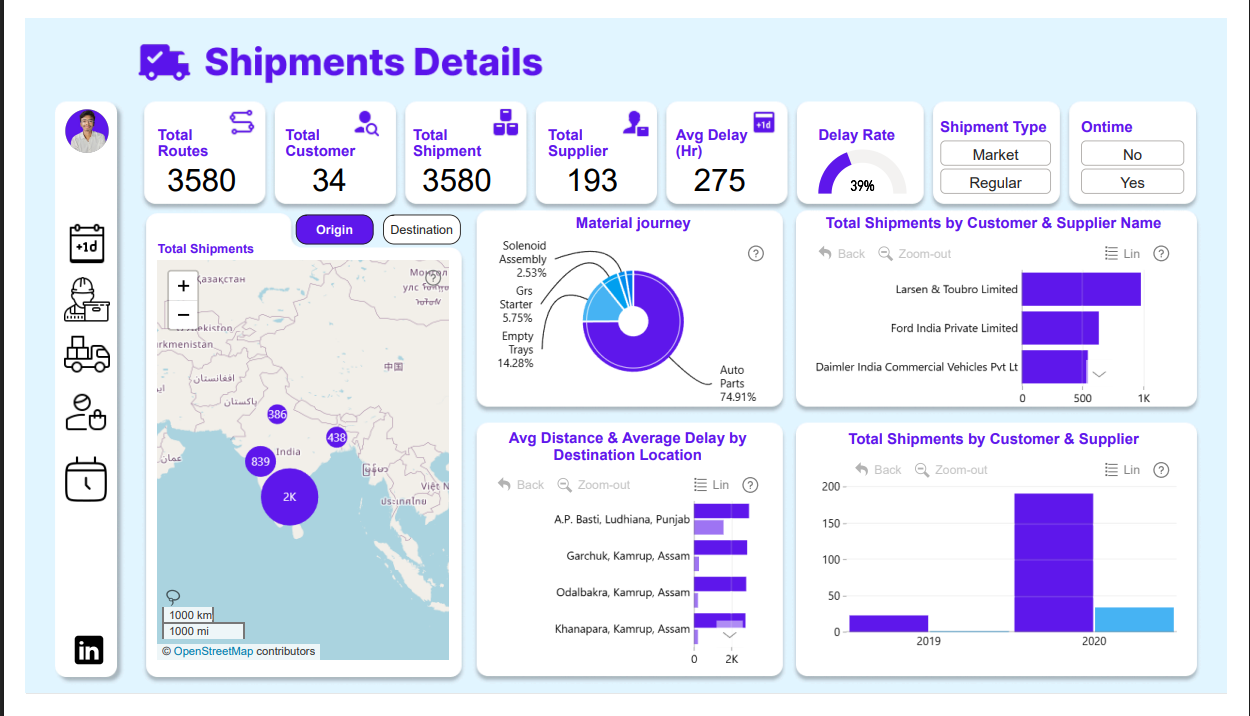 Shipments Details
Total
Routes
3580
Total
Customer
34
Total
Shipment
3580
Total
Supplier
193
Avg Delay
(Hr)
+1d
275
Delay Rate
39%
Shipment Type
Market
Regular
Ontime
No
Yes
+1d
in
Origin
Destination
Total Shipments
+
−
?
Казахстан
افغانستان
پاکستان
中国
India
386
438
839
2K
1000 km
1000 mi
© OpenStreetMap contributors
Material journey
?
Solenoid
Assembly
2.53%
Grs
Starter
5.75%
Empty
Trays
14.28%
Auto
Parts
74.91%
Total Shipments by Customer & Supplier Name
Back
Zoom-out
Lin
?
Larsen & Toubro Limited
Ford India Private Limited
Daimler India Commercial Vehicles Pvt Lt
0 500 1K
Avg Distance & Average Delay by
Destination Location
Back
Zoom-out
Lin
?
A.P. Basti, Ludhiana, Punjab
Garchuk, Kamrup, Assam
Odalbakra, Kamrup, Assam
Khanapara, Kamrup, Assam
0 2K
Total Shipments by Customer & Supplier
Back
Zoom-out
Lin
?
200
150
100
50
0
2019 2020